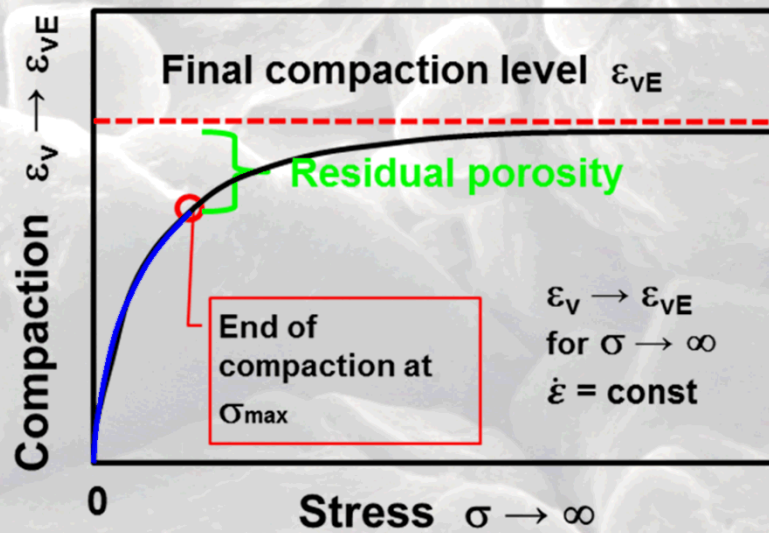 Compaction εv → εvE
Final compaction level εvE
Residual porosity
End of
compaction at
σmax
εv → εvE
for σ → ∞
ε̇ = const
0
Stress σ → ∞